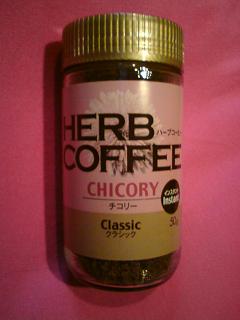 HERB
ハーブコーヒー
COFFEE
CHICORY
チコリー
インスタント
Instant
50g
Classic
クラシック